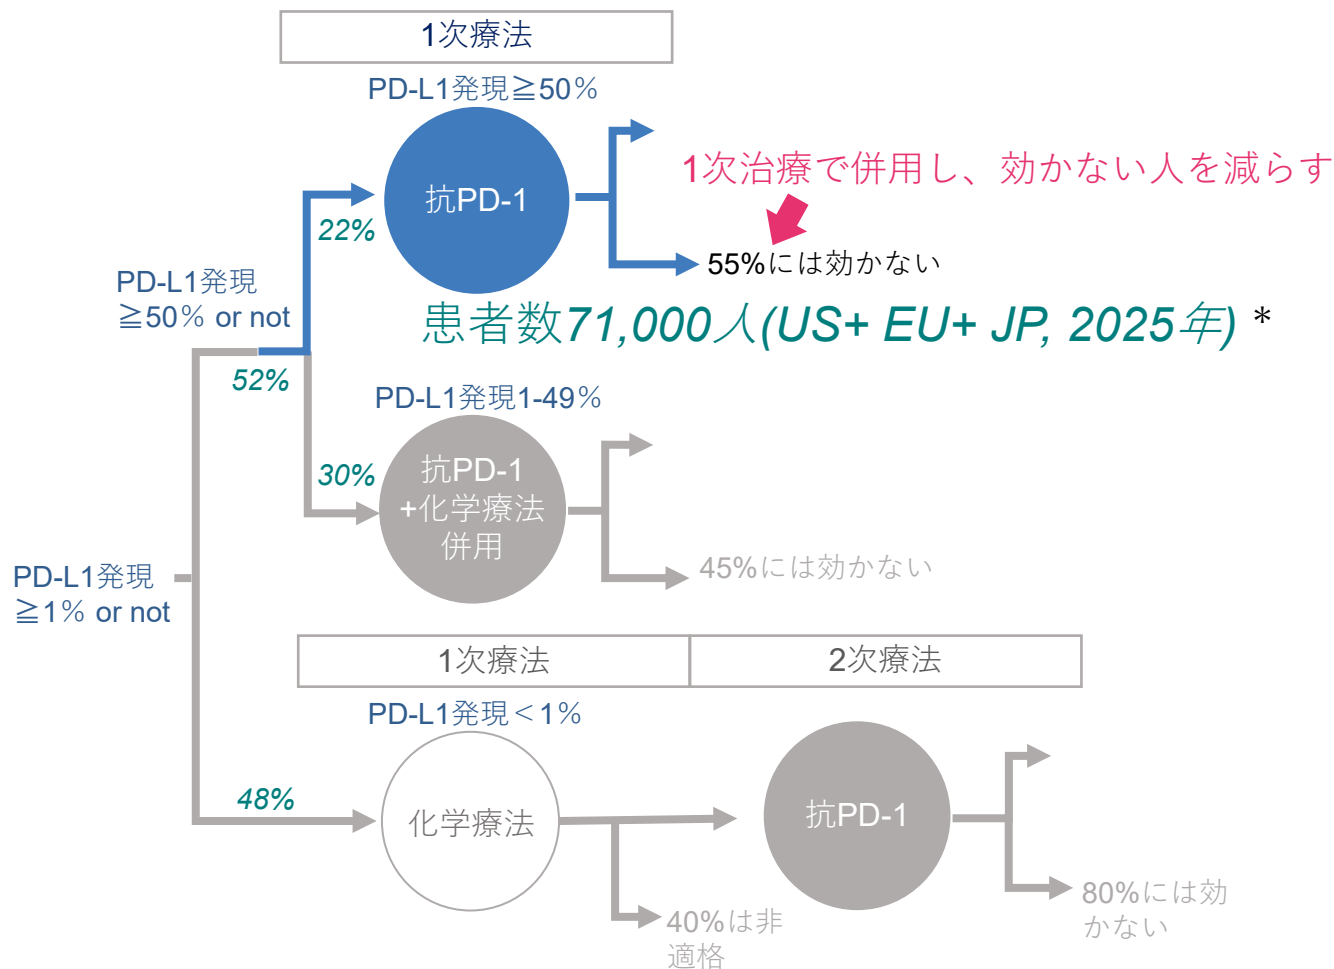 1次療法
PD-L1発現≧50%
抗PD-1
1次治療で併用し、効かない人を減らす
22%
55%には効かない
PD-L1発現
≧50% or not
患者数71,000人(US+ EU+ JP, 2025年) *
52%
PD-L1発現1-49%
30%
抗PD-1
+化学療法
併用
45%には効かない
PD-L1発現
≧1% or not
1次療法
2次療法
PD-L1発現<1%
48%
化学療法
抗PD-1
40%は非
適格
80%には効
かない